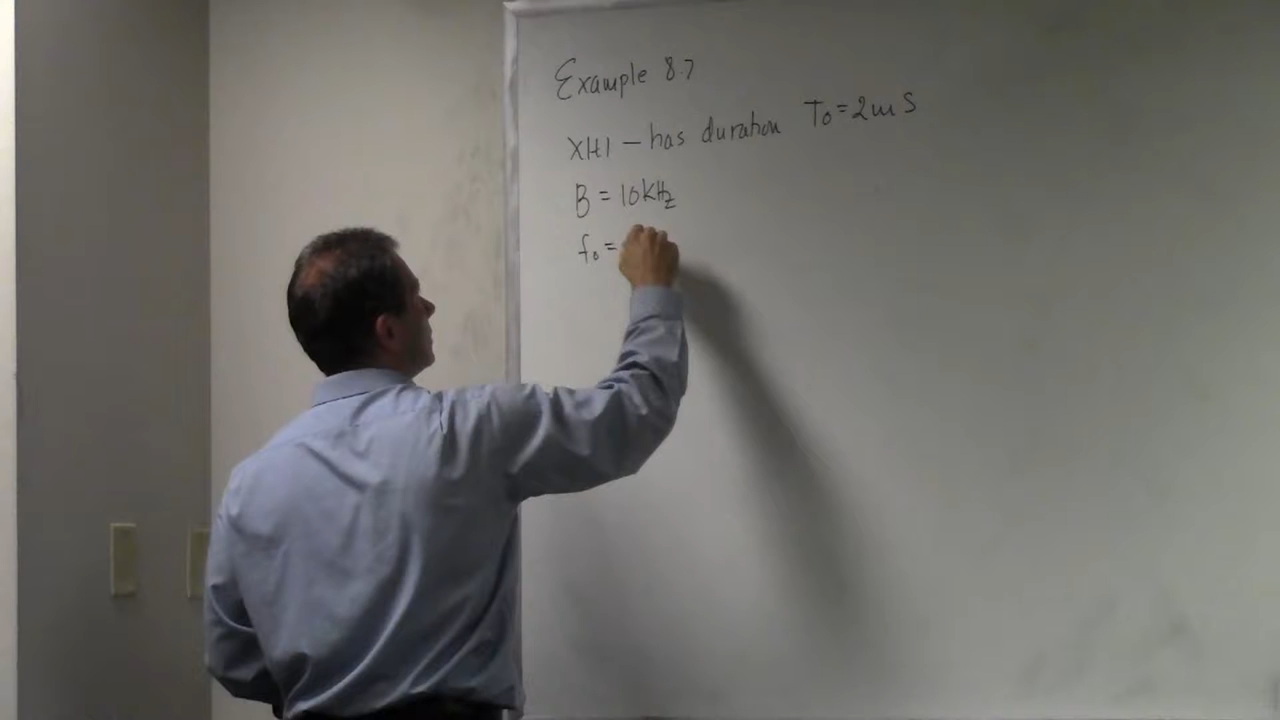 Example 8.7
X(t) – has duration T₀ = 2mS
B = 10kHz
f₀ =